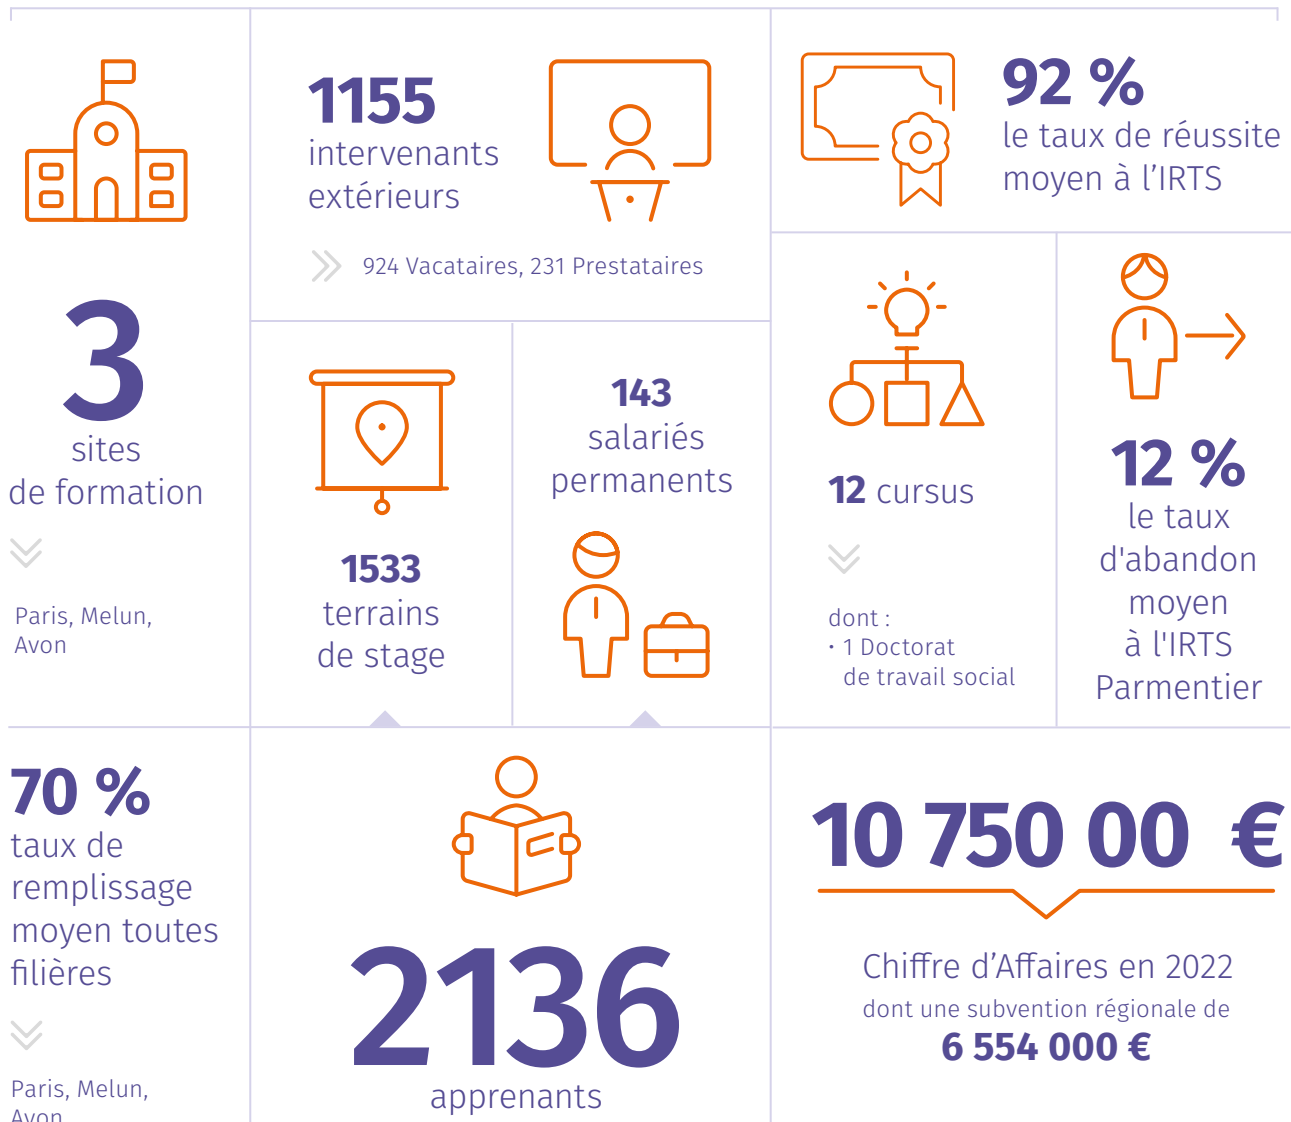 3
sites
de formation
Paris, Melun,
Avon
1155
intervenants
extérieurs
924 Vacataires, 231 Prestataires
92 %
le taux de réussite
moyen à l’IRTS
1533
terrains
de stage
143
salariés
permanents
12 cursus
dont :
• 1 Doctorat
de travail social
12 %
le taux
d'abandon
moyen
à l'IRTS
Parmentier
70 %
taux de
remplissage
moyen toutes
filières
Paris, Melun,
Avon
2136
apprenants
10 750 00 €
Chiffre d’Affaires en 2022
dont une subvention régionale de
6 554 000 €